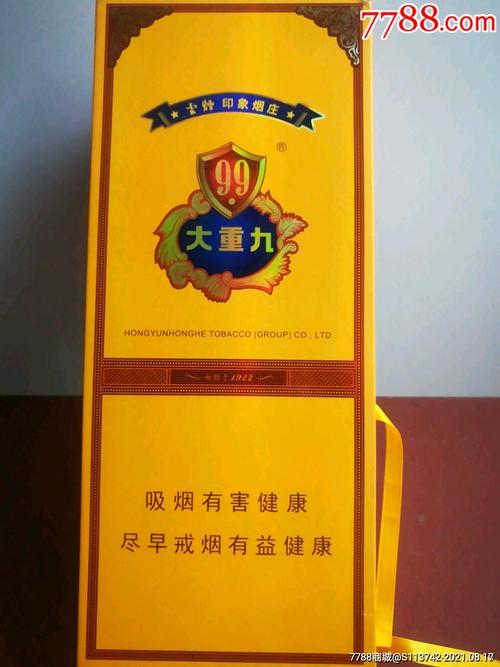 7788.com
云烟 印象烟庄
99
®
大重九
HONGYUNHONGHE TOBACCO (GROUP) CO., LTD.
始创于1922
吸烟有害健康
尽早戒烟有益健康
7788商城@S113742-2021.08.17